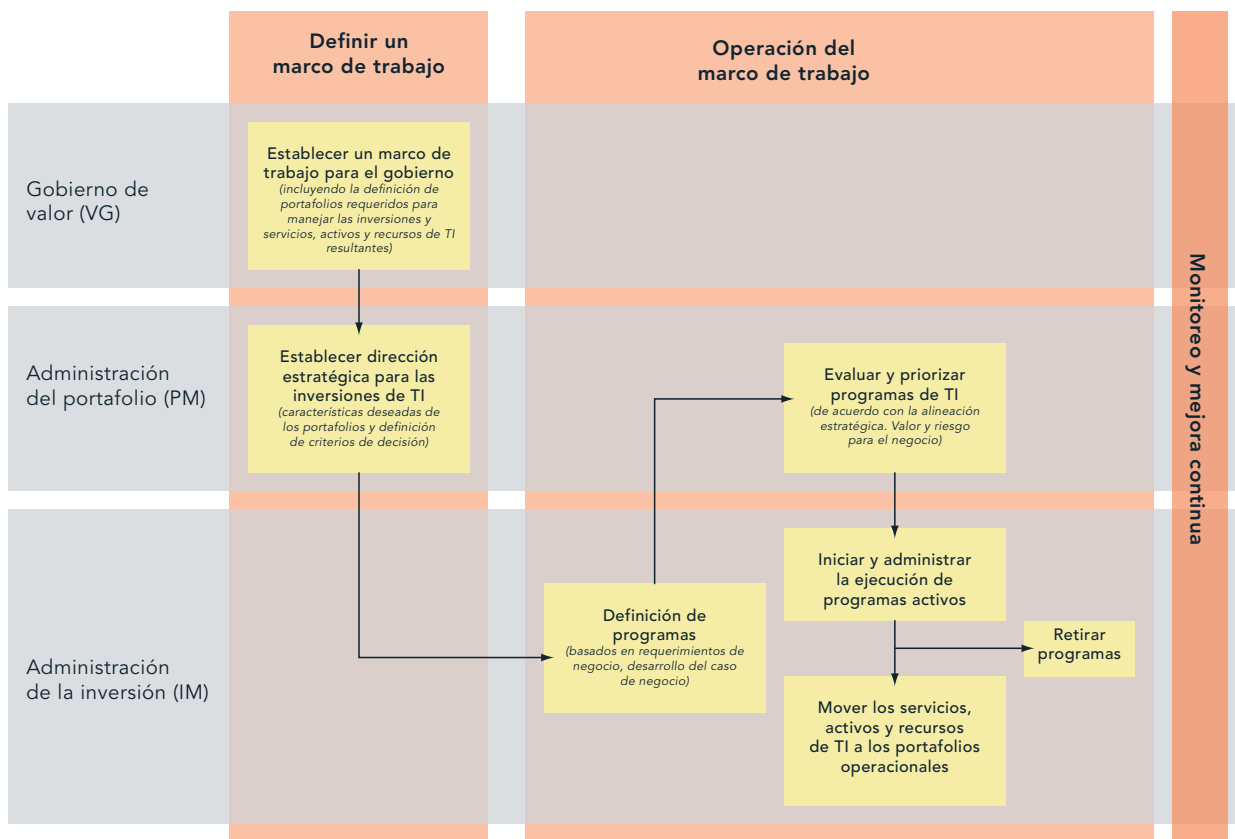 Definir un
marco de trabajo
Operación del
marco de trabajo
Gobierno de
valor (VG)
Establecer un marco de
trabajo para el gobierno
(incluyendo la definición de
portafolios requeridos para
manejar las inversiones y
servicios, activos y recursos de TI
resultantes)
Monitoreo y mejora continua
Administración
del portafolio (PM)
Establecer dirección
estratégica para las
inversiones de TI
(características deseadas de
los portafolios y definición
de criterios de decisión)
Evaluar y priorizar
programas de TI
(de acuerdo con la alineación
estratégica. Valor y riesgo
para el negocio)
Administración
de la inversión (IM)
Definición de
programas
(basados en requerimientos de
negocio, desarrollo del caso
de negocio)
Iniciar y administrar
la ejecución de
programas activos
Retirar
programas
Mover los servicios,
activos y recursos
de TI a los portafolios
operacionales